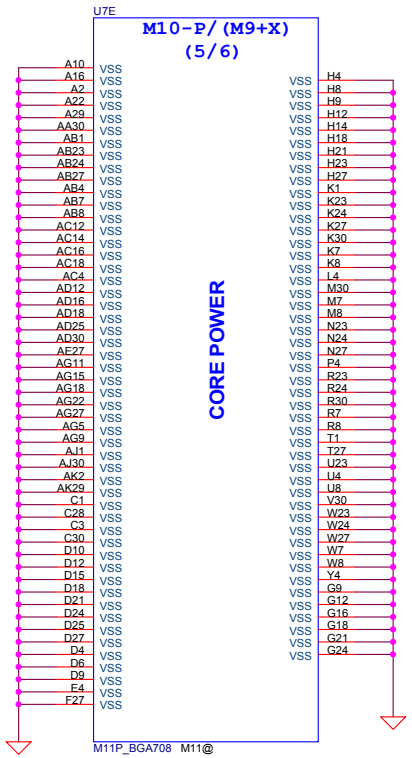 U7E
M10-P/(M9+X)
(5/6)
A10 VSS
A16 VSS
A2 VSS
A22 VSS
A29 VSS
AA30 VSS
AB1 VSS
AB23 VSS
AB24 VSS
AB27 VSS
AB4 VSS
AB7 VSS
AB8 VSS
AC12 VSS
AC14 VSS
AC16 VSS
AC18 VSS
AC4 VSS
AD12 VSS
AD16 VSS
AD18 VSS
AD25 VSS
AD30 VSS
AE27 VSS
AG11 VSS
AG15 VSS
AG18 VSS
AG22 VSS
AG27 VSS
AG5 VSS
AG9 VSS
AJ1 VSS
AJ30 VSS
AK2 VSS
AK29 VSS
C1 VSS
C28 VSS
C3 VSS
C30 VSS
D10 VSS
D12 VSS
D15 VSS
D18 VSS
D21 VSS
D24 VSS
D25 VSS
D27 VSS
D4 VSS
D6 VSS
D9 VSS
E4 VSS
F27 VSS
CORE POWER
VSS H4
VSS H8
VSS H9
VSS H12
VSS H14
VSS H18
VSS H21
VSS H23
VSS H27
VSS K1
VSS K23
VSS K24
VSS K27
VSS K30
VSS K7
VSS K8
VSS L4
VSS M30
VSS M7
VSS M8
VSS N23
VSS N24
VSS N27
VSS P4
VSS R23
VSS R24
VSS R30
VSS R7
VSS R8
VSS T1
VSS T27
VSS U23
VSS U4
VSS U8
VSS V30
VSS W23
VSS W24
VSS W27
VSS W7
VSS W8
VSS Y4
VSS G9
VSS G12
VSS G16
VSS G18
VSS G21
VSS G24
M11P_BGA708 M11@